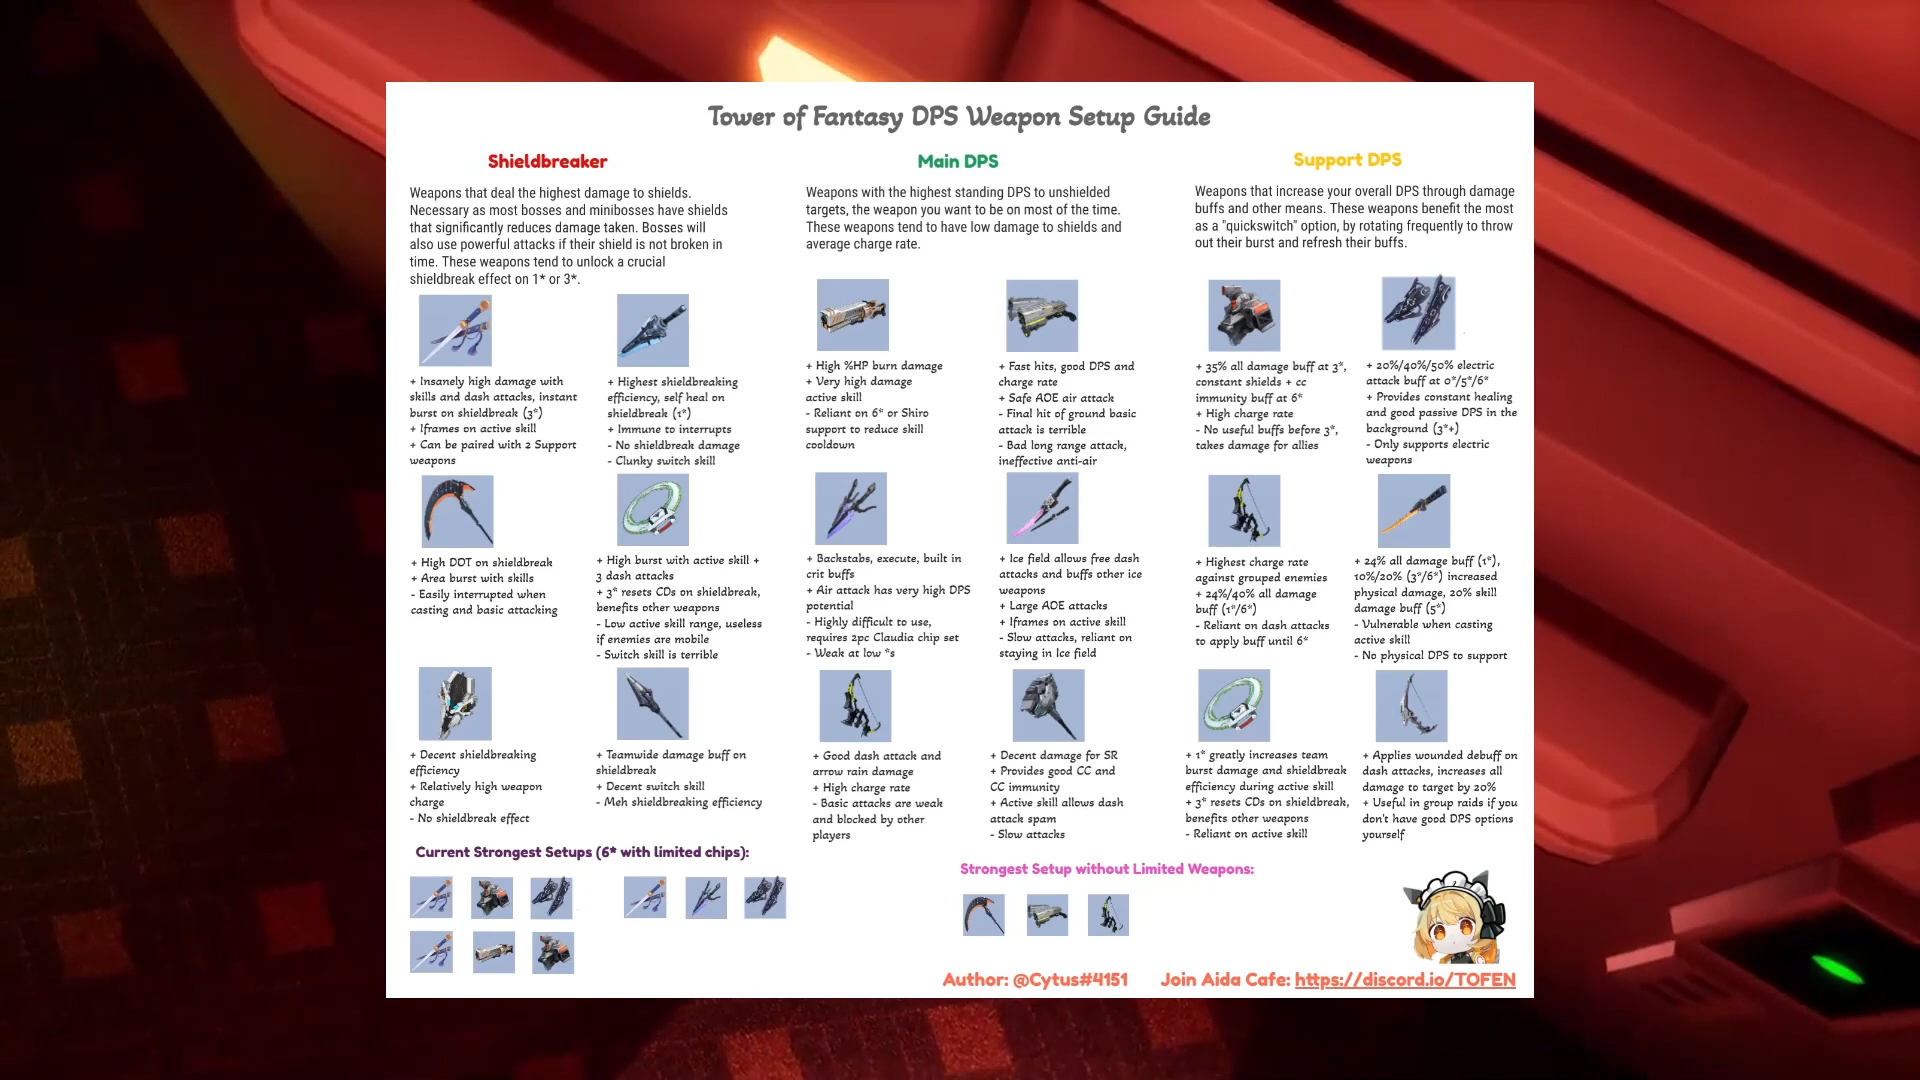 Tower of Fantasy DPS Weapon Setup Guide
Shieldbreaker
Weapons that deal the highest damage to shields.
Necessary as most bosses and minibosses have shields
that significantly reduces damage taken. Bosses will
also use powerful attacks if their shield is not broken in
time. These weapons tend to unlock a crucial
shieldbreak effect on 1* or 3*.
+ Insanely high damage with
skills and dash attacks, instant
burst on shieldbreak (3*)
+ Iframes on active skill
+ Can be paired with 2 Support
weapons
+ Highest shieldbreaking
efficiency, self heal on
shieldbreak (1*)
+ Immune to interrupts
- No shieldbreak damage
- Clunky switch skill
+ High DOT on shieldbreak
+ Area burst with skills
- Easily interrupted when
casting and basic attacking
+ High burst with active skill +
3 dash attacks
+ 3* resets CDs on shieldbreak,
benefits other weapons
- Low active skill range, useless
if enemies are mobile
- Switch skill is terrible
+ Decent shieldbreaking
efficiency
+ Relatively high weapon
charge
- No shieldbreak effect
+ Teamwide damage buff on
shieldbreak
+ Decent switch skill
- Meh shieldbreaking efficiency
Main DPS
Weapons with the highest standing DPS to unshielded
targets, the weapon you want to be on most of the time.
These weapons tend to have low damage to shields and
average charge rate.
+ High %HP burn damage
+ Very high damage
active skill
- Reliant on 6* or Shiro
support to reduce skill
cooldown
+ Fast hits, good DPS and
charge rate
+ Safe AOE air attack
- Final hit of ground basic
attack is terrible
- Bad long range attack,
ineffective anti-air
+ Backstabs, execute, built in
crit buffs
+ Air attack has very high DPS
potential
- Highly difficult to use,
requires 2pc Claudia chip set
- Weak at low *s
+ Ice field allows free dash
attacks and buffs other ice
weapons
+ Large AOE attacks
+ Iframes on active skill
- Slow attacks, reliant on
staying in Ice field
+ Good dash attack and
arrow rain damage
+ High charge rate
- Basic attacks are weak
and blocked by other
players
+ Decent damage for SR
+ Provides good CC and
CC immunity
+ Active skill allows dash
attack spam
- Slow attacks
Support DPS
Weapons that increase your overall DPS through damage
buffs and other means. These weapons benefit the most
as a "quickswitch" option, by rotating frequently to throw
out their burst and refresh their buffs.
+ 35% all damage buff at 3*,
constant shields + cc
immunity buff at 6*
+ High charge rate
- No useful buffs before 3*,
takes damage for allies
+ 20%/40%/50% electric
attack buff at 0*/5*/6*
+ Provides constant healing
and good passive DPS in the
background (3*+)
- Only supports electric
weapons
+ Highest charge rate
against grouped enemies
+ 24%/40% all damage
buff (1*/6*)
- Reliant on dash attacks
to apply buff until 6*
+ 24% all damage buff (1*),
10%/20% (3*/6*) increased
physical damage, 20% skill
damage buff (5*)
- Vulnerable when casting
active skill
- No physical DPS to support
+ 1* greatly increases team
burst damage and shieldbreak
efficiency during active skill
+ 3* resets CDs on shieldbreak,
benefits other weapons
- Reliant on active skill
+ Applies wounded debuff on
dash attacks, increases all
damage to target by 20%
+ Useful in group raids if you
don't have good DPS options
yourself
Current Strongest Setups (6* with limited chips):
Strongest Setup without Limited Weapons:
Author: @Cytus#4151
Join Aida Cafe: https://discord.io/TOFEN